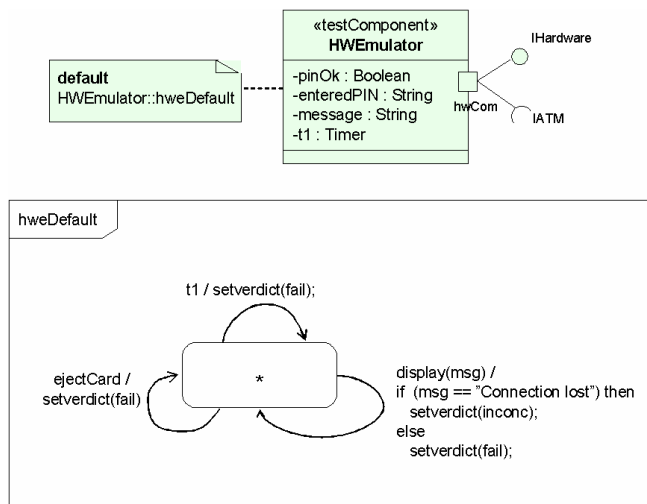 «testComponent»
HWEmulator
-pinOk : Boolean
-enteredPIN : String
-message : String
-t1 : Timer
default
HWEmulator::hweDefault
IHardware
hwCom
IATM
hweDefault
t1 / setverdict(fail);
ejectCard /
setverdict(fail)
*
display(msg) /
if (msg == "Connection lost") then
setverdict(inconc);
else
setverdict(fail);